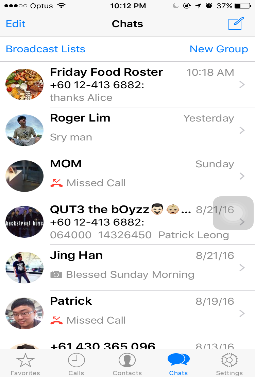 Optus 10:12 PM 37%
Edit Chats
Broadcast Lists New Group
Friday Food Roster 10:18 AM
+60 12-413 6882:
thanks Alice
Roger Lim Yesterday
Sry man
MOM Sunday
Missed Call
QUT3 the bOyzz ... 8/21/16
+60 12-413 6882:
064000 14326450 Patrick Leong
Jing Han 8/21/16
Blessed Sunday Morning
Patrick 8/19/16
Missed Call
+61 430 365 096 8/13/16
Favorites Calls Contacts Chats Settings